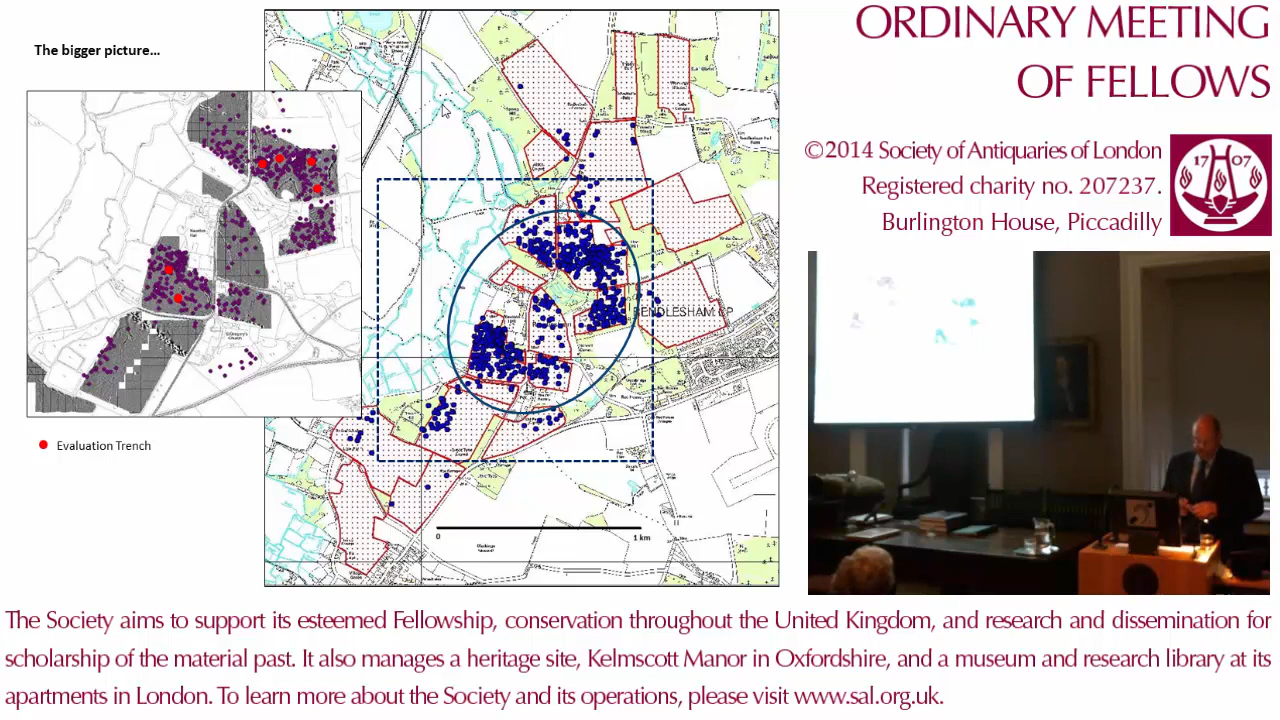 The bigger picture...
Evaluation Trench
RENDLESHAM CP
0
1 km
ORDINARY MEETING
OF FELLOWS
©2014 Society of Antiquaries of London
Registered charity no. 207237.
Burlington House, Piccadilly
17 07
The Society aims to support its esteemed Fellowship, conservation throughout the United Kingdom, and research and dissemination for
scholarship of the material past. It also manages a heritage site, Kelmscott Manor in Oxfordshire, and a museum and research library at its
apartments in London. To learn more about the Society and its operations, please visit www.sal.org.uk.